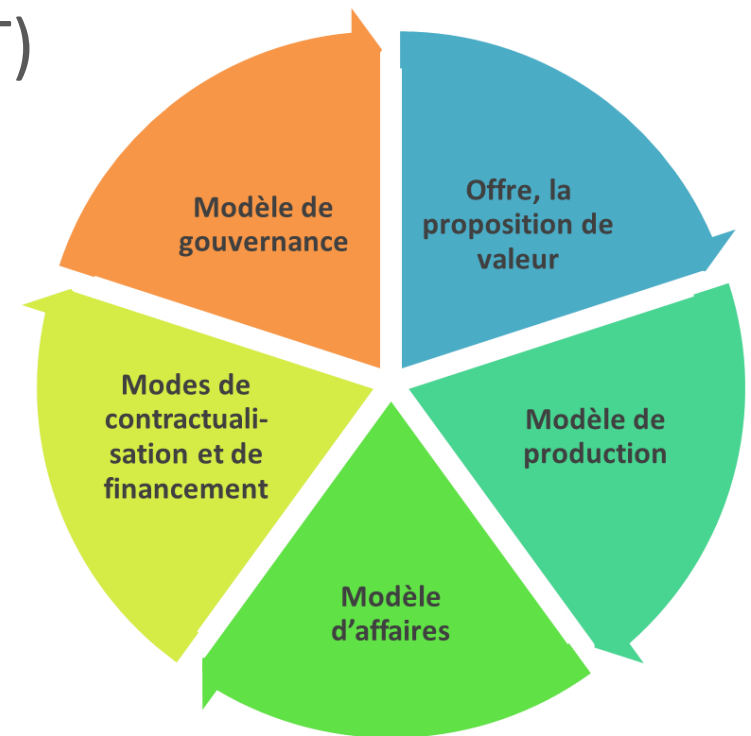 T)
Offre, la
proposition de
valeur
Modèle de
production
Modèle
d’affaires
Modes de
contractuali-
sation et de
financement
Modèle de
gouvernance